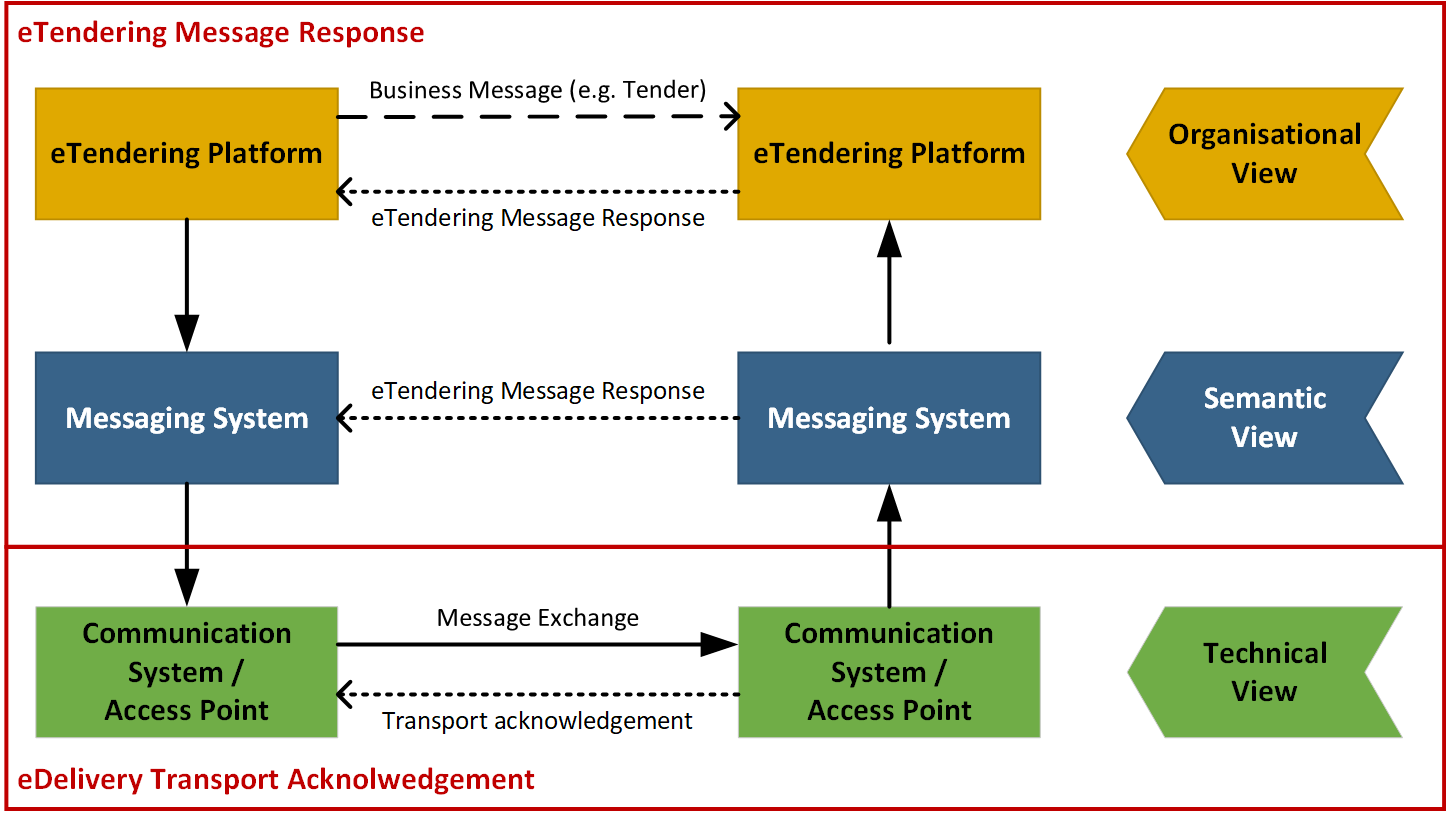 eTendering Message Response
Business Message (e.g. Tender)
eTendering Platform
eTendering Platform
Organisational
View
eTendering Message Response
eTendering Message Response
Messaging System
Messaging System
Semantic
View
Message Exchange
Communication
System /
Access Point
Communication
System /
Access Point
Technical
View
Transport acknowledgement
eDelivery Transport Acknolwedgement